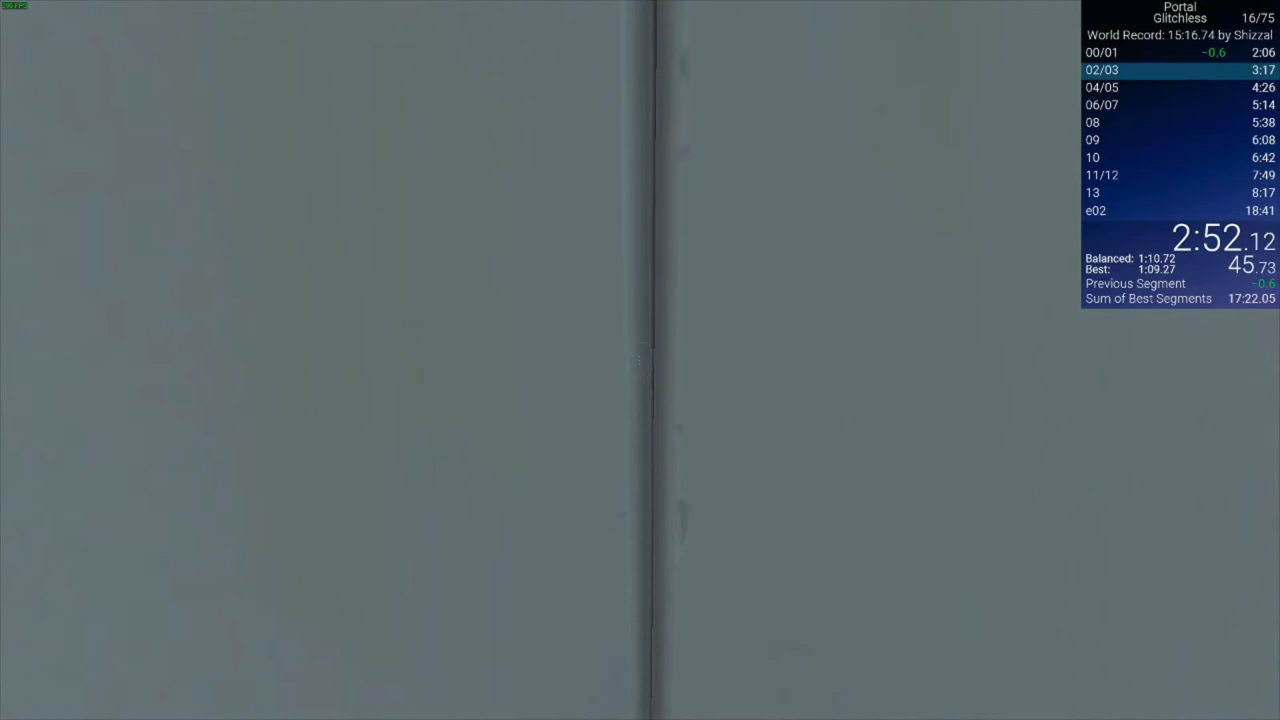 Portal
Glitchless 16/75
World Record: 15:16.74 by Shizzal
00/01 −0.6 2:06
02/03 3:17
04/05 4:26
06/07 5:14
08 5:38
09 6:08
10 6:42
11/12 7:49
13 8:17
e02 18:41
2:52.12
Balanced: 1:10.72
Best: 1:09.27 45.73
Previous Segment −0.6
Sum of Best Segments 17:22.05